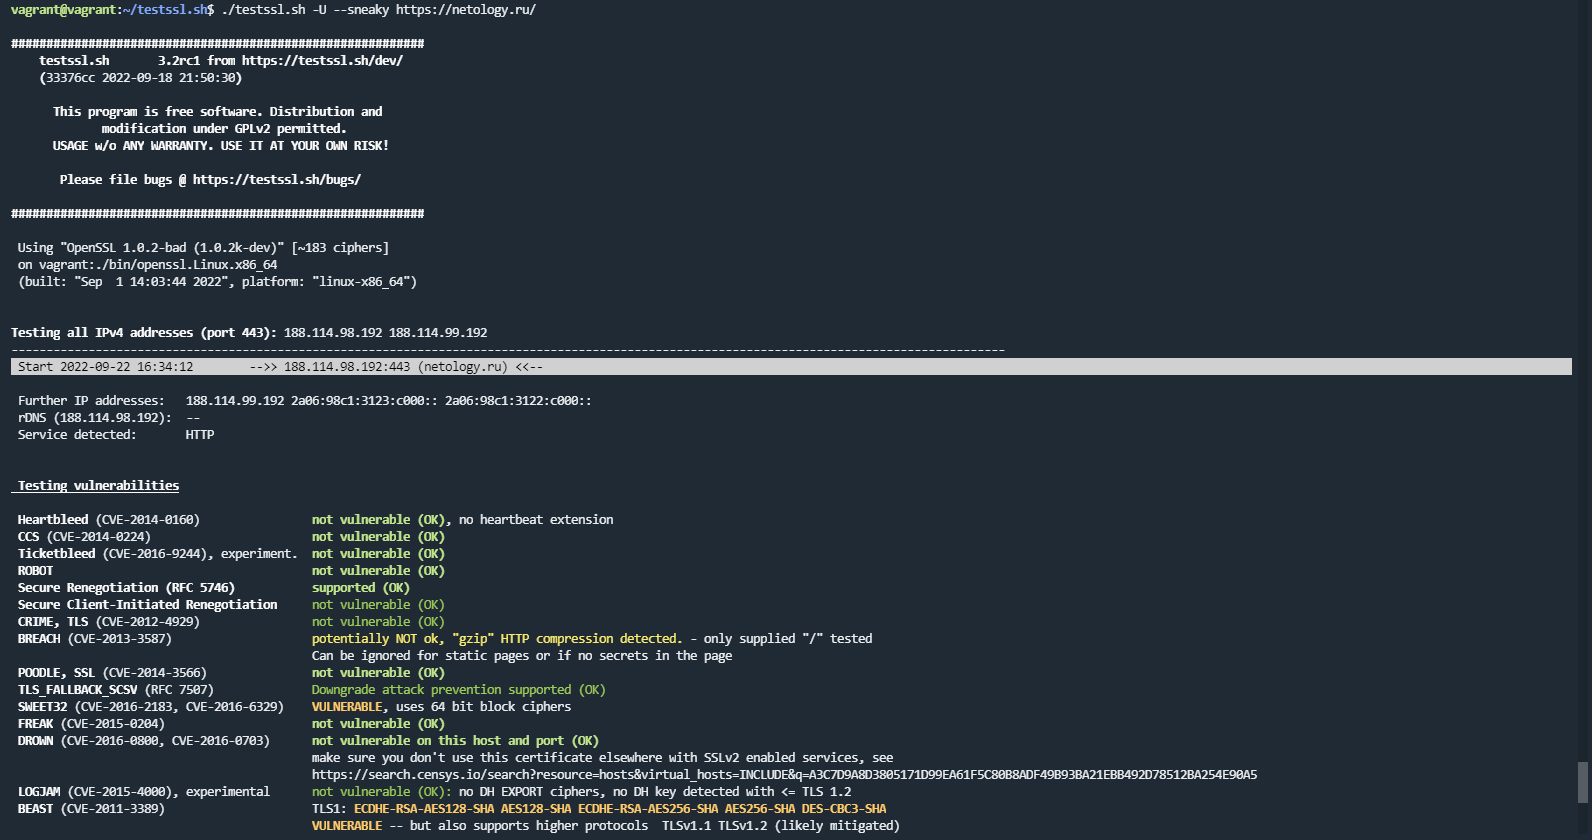 vagrant@vagrant:~/testssl.sh$ ./testssl.sh -U --sneaky https://netology.ru/
###########################################################
testssl.sh 3.2rc1 from https://testssl.sh/dev/
(33376cc 2022-09-18 21:50:30)
This program is free software. Distribution and
modification under GPLv2 permitted.
USAGE w/o ANY WARRANTY. USE IT AT YOUR OWN RISK!
Please file bugs @ https://testssl.sh/bugs/
###########################################################
Using "OpenSSL 1.0.2-bad (1.0.2k-dev)" [~183 ciphers]
on vagrant:./bin/openssl.Linux.x86_64
(built: "Sep 1 14:03:44 2022", platform: "linux-x86_64")
Testing all IPv4 addresses (port 443): 188.114.98.192 188.114.99.192
----------------------------------------------------------------------------------------------------------------------------------------------
Start 2022-09-22 16:34:12 -->> 188.114.98.192:443 (netology.ru) <<--
Further IP addresses: 188.114.99.192 2a06:98c1:3123:c000:: 2a06:98c1:3122:c000::
rDNS (188.114.98.192): --
Service detected: HTTP
Testing vulnerabilities
Heartbleed (CVE-2014-0160) not vulnerable (OK), no heartbeat extension
CCS (CVE-2014-0224) not vulnerable (OK)
Ticketbleed (CVE-2016-9244), experiment. not vulnerable (OK)
ROBOT not vulnerable (OK)
Secure Renegotiation (RFC 5746) supported (OK)
Secure Client-Initiated Renegotiation not vulnerable (OK)
CRIME, TLS (CVE-2012-4929) not vulnerable (OK)
BREACH (CVE-2013-3587) potentially NOT ok, "gzip" HTTP compression detected. - only supplied "/" tested
Can be ignored for static pages or if no secrets in the page
POODLE, SSL (CVE-2014-3566) not vulnerable (OK)
TLS_FALLBACK_SCSV (RFC 7507) Downgrade attack prevention supported (OK)
SWEET32 (CVE-2016-2183, CVE-2016-6329) VULNERABLE, uses 64 bit block ciphers
FREAK (CVE-2015-0204) not vulnerable (OK)
DROWN (CVE-2016-0800, CVE-2016-0703) not vulnerable on this host and port (OK)
make sure you don't use this certificate elsewhere with SSLv2 enabled services, see
https://search.censys.io/search?resource=hosts&virtual_hosts=INCLUDE&q=A3C7D9A8D3805171D99EA61F5C80B8ADF49B93BA21EBB492D78512BA254E90A5
LOGJAM (CVE-2015-4000), experimental not vulnerable (OK): no DH EXPORT ciphers, no DH key detected with <= TLS 1.2
BEAST (CVE-2011-3389) TLS1: ECDHE-RSA-AES128-SHA AES128-SHA ECDHE-RSA-AES256-SHA AES256-SHA DES-CBC3-SHA
VULNERABLE -- but also supports higher protocols TLSv1.1 TLSv1.2 (likely mitigated)